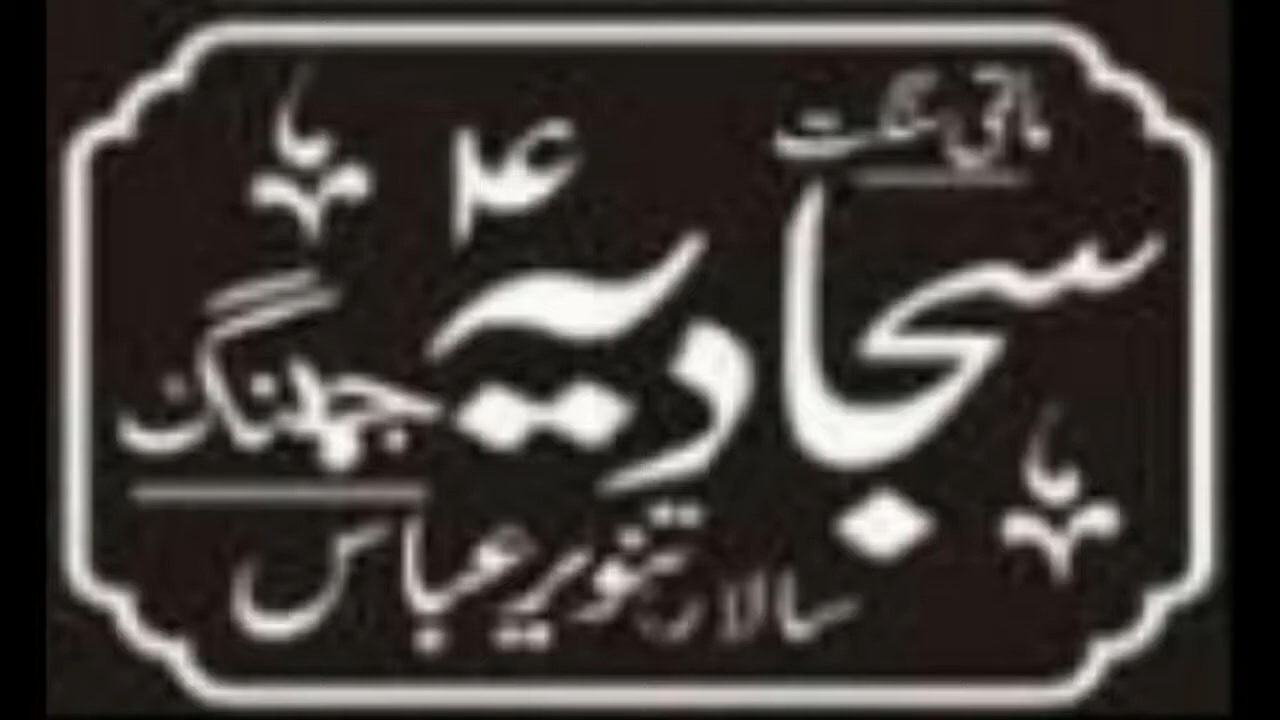 ماتمی سنگت
سجادیہؑ
جھنگ
سالار تنویر عباس